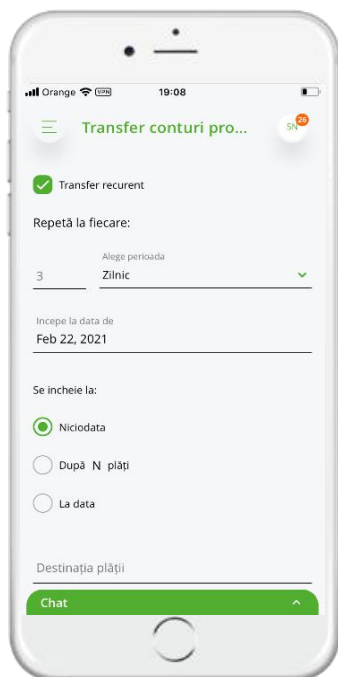 Orange VPN 19:08
Transfer conturi pro... SN 26
Transfer recurent
Repetă la fiecare:
Alege perioada
3 Zilnic
Incepe la data de
Feb 22, 2021
Se incheie la:
Niciodata
După N plăți
La data
Destinația plății
Chat